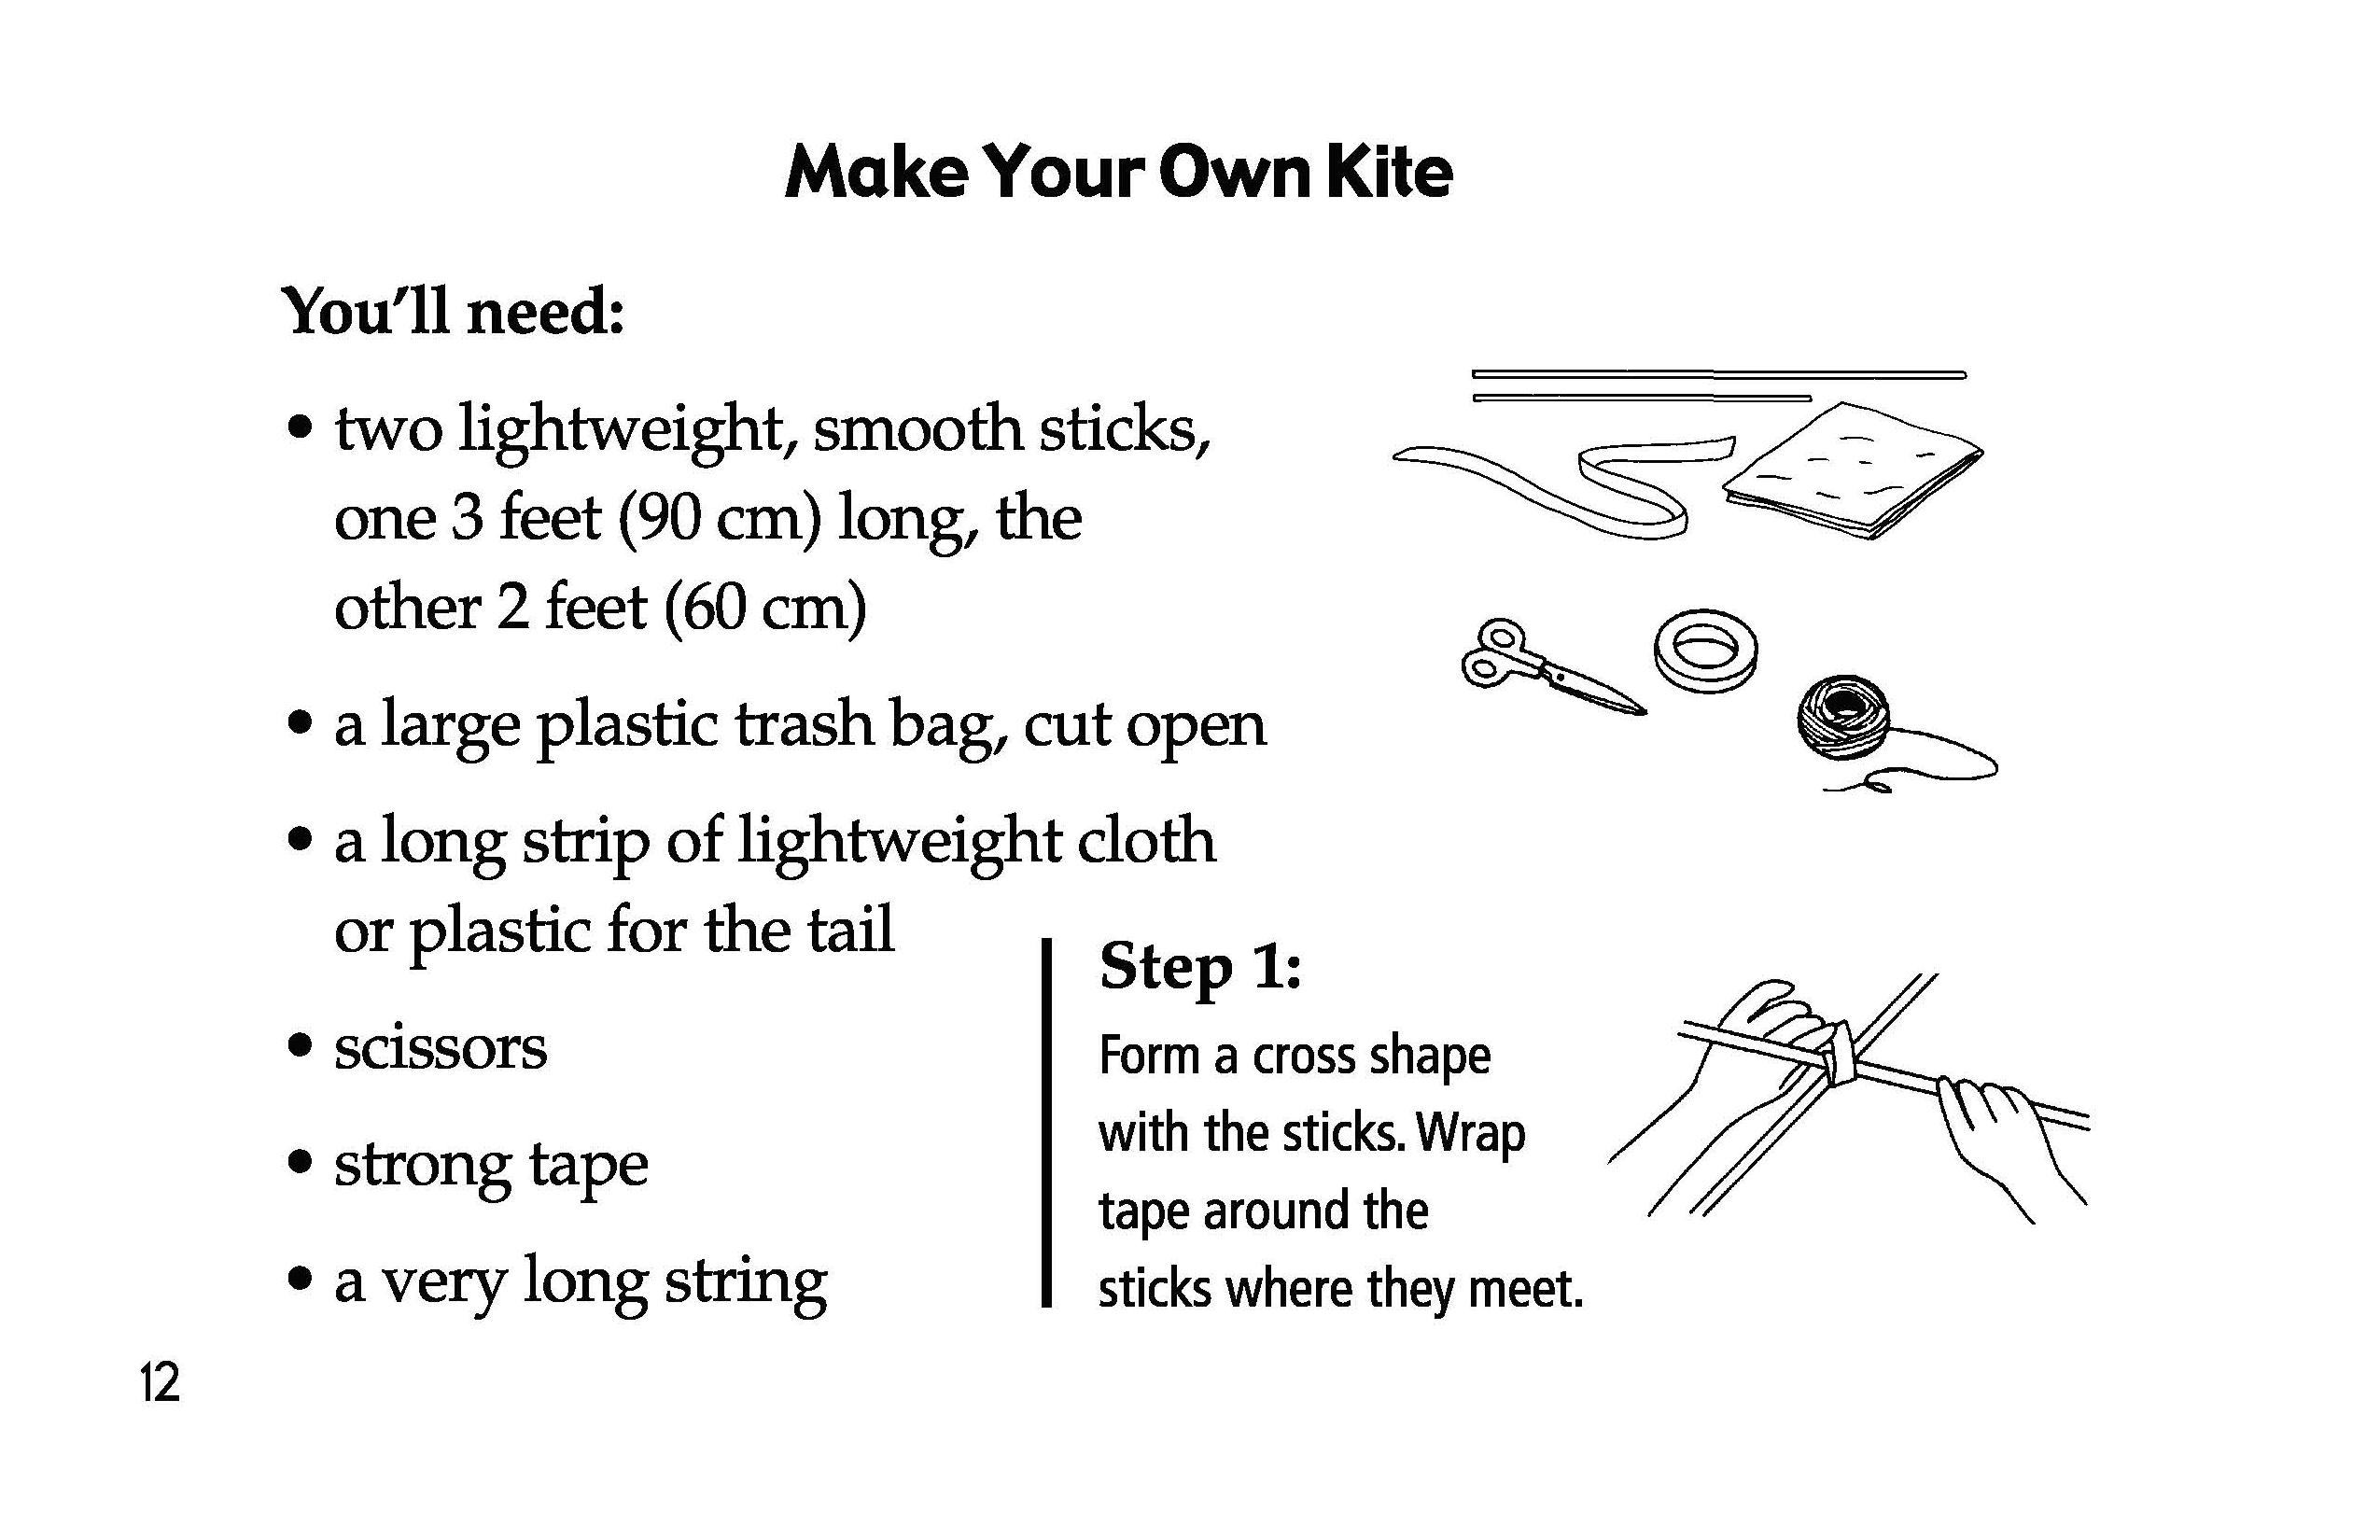 Make Your Own Kite
You’ll need:
• two lightweight, smooth sticks,
one 3 feet (90 cm) long, the
other 2 feet (60 cm)
• a large plastic trash bag, cut open
• a long strip of lightweight cloth
or plastic for the tail
• scissors
• strong tape
• a very long string
Step 1:
Form a cross shape
with the sticks. Wrap
tape around the
sticks where they meet.
12